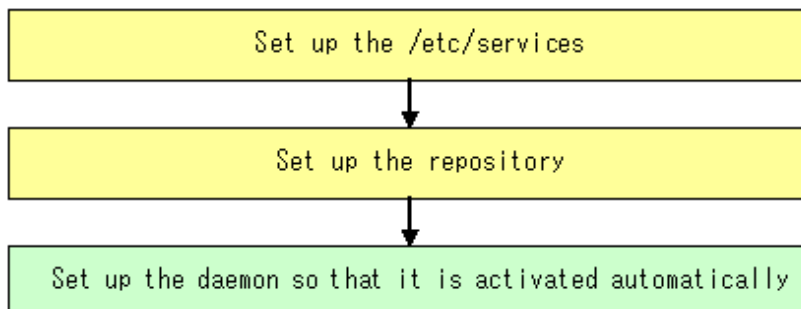 Set up the /etc/services
Set up the repository
Set up the daemon so that it is activated automatically